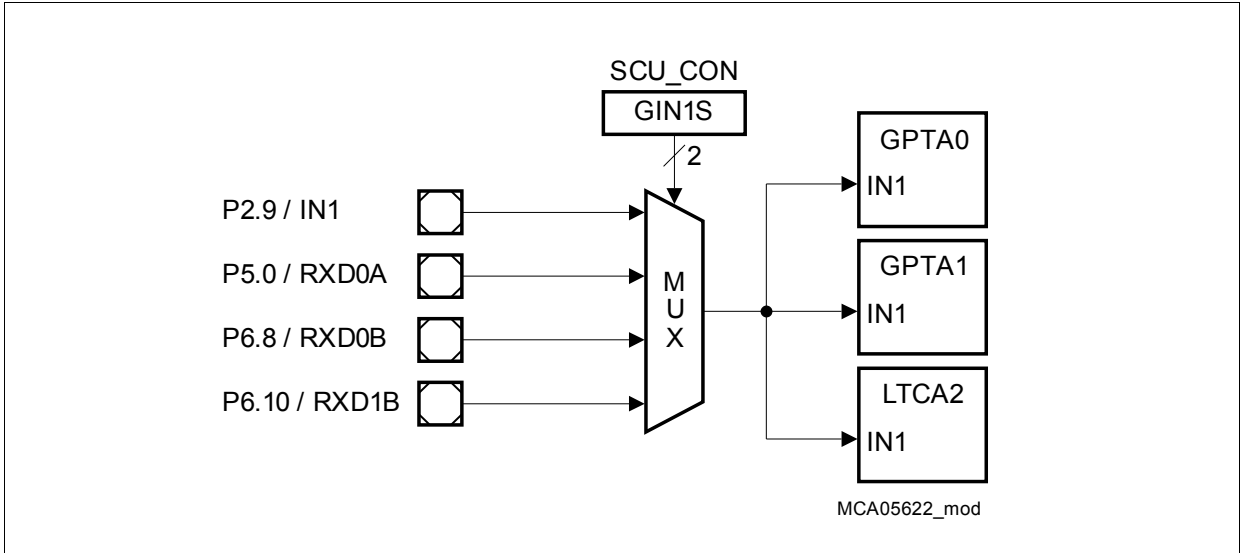 SCU_CON
GIN1S
2
P2.9 / IN1
P5.0 / RXD0A
P6.8 / RXD0B
P6.10 / RXD1B
M
U
X
GPTA0
IN1
GPTA1
IN1
LTCA2
IN1
MCA05622_mod